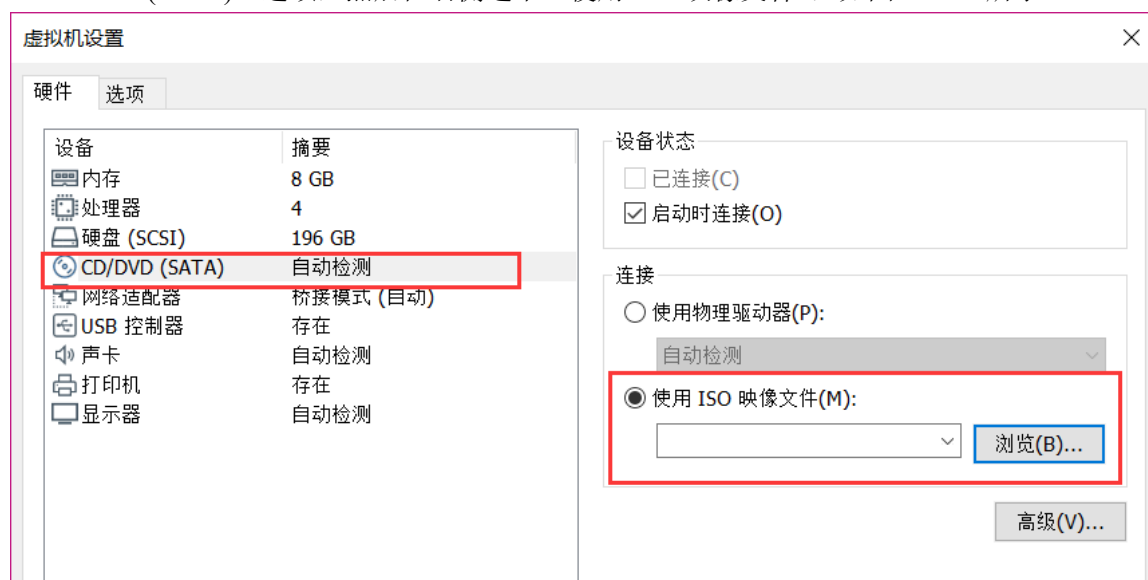 虚拟机设置
硬件
选项
设备 摘要
内存 8 GB
处理器 4
硬盘 (SCSI) 196 GB
CD/DVD (SATA) 自动检测
网络适配器 桥接模式 (自动)
USB 控制器 存在
声卡 自动检测
打印机 存在
显示器 自动检测
设备状态
已连接(C)
启动时连接(O)
连接
使用物理驱动器(P):
自动检测
使用 ISO 映像文件(M):
浏览(B)...
高级(V)...